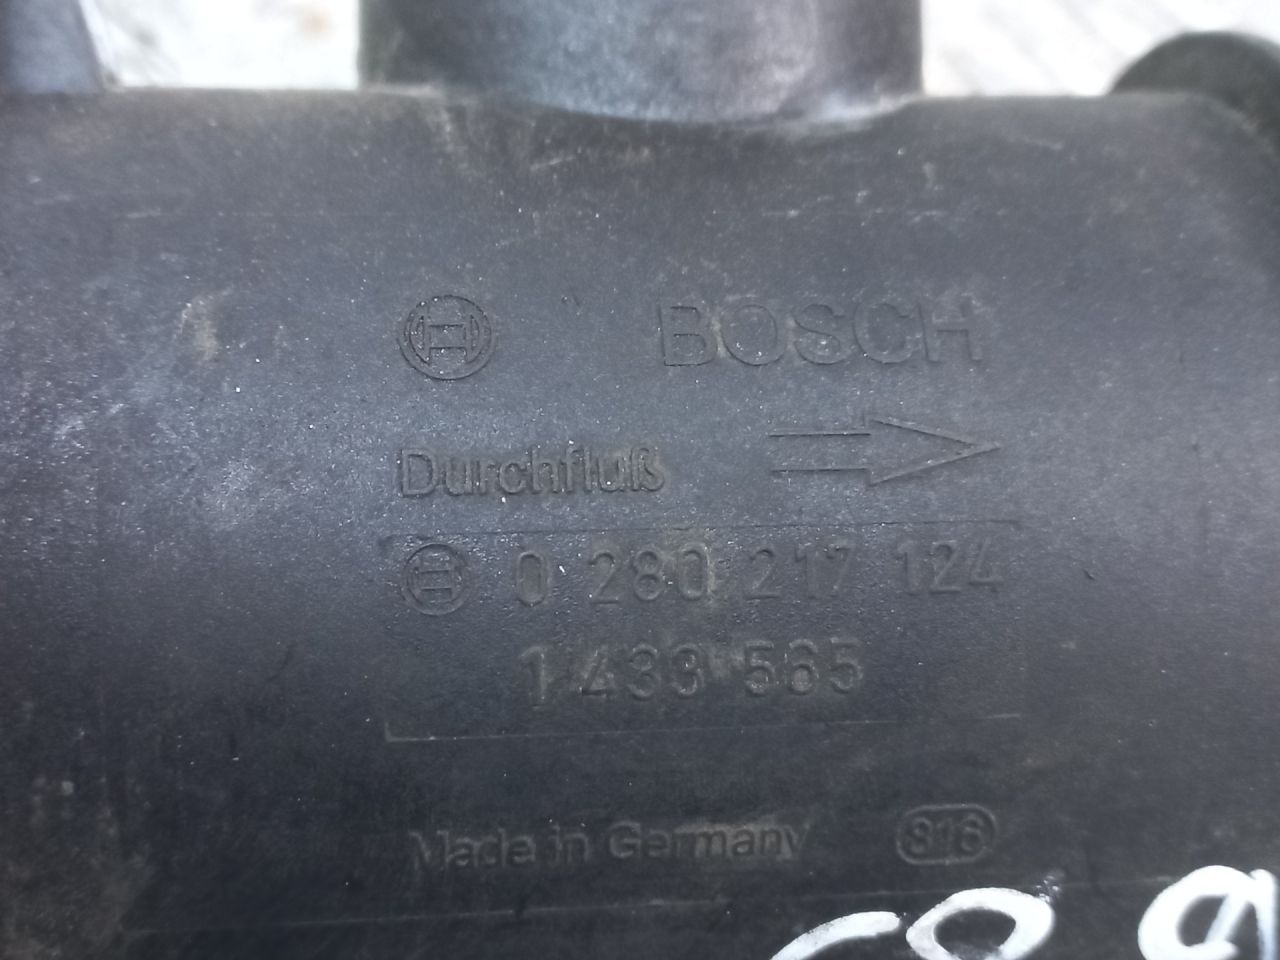 BOSCH
Durchfluß
0 280 217 124
1 433 565
Made in Germany 816